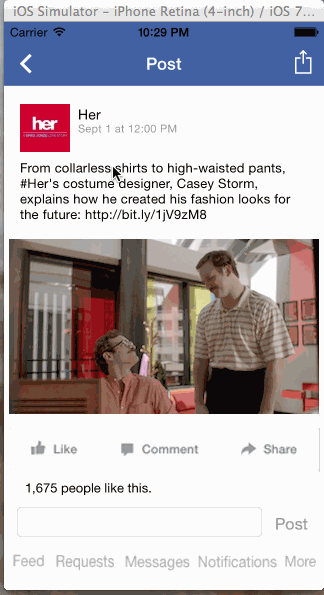 iOS Simulator - iPhone Retina (4-inch) / iOS 7...
Carrier 10:29 PM
Post
her
Her
Sept 1 at 12:00 PM
From collarless shirts to high-waisted pants,
#Her's costume designer, Casey Storm,
explains how he created his fashion looks for
the future: http://bit.ly/1jV9zM8
Like Comment Share
1,675 people like this.
Post
Feed Requests Messages Notifications More